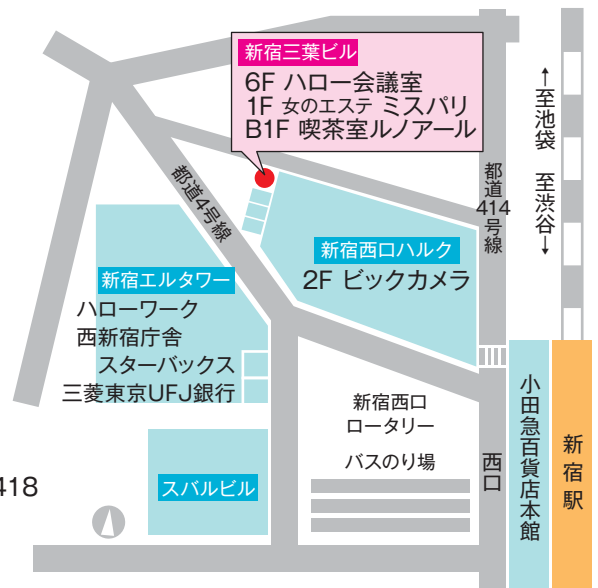 新宿三葉ビル
6F ハロー会議室
1F 女のエステ ミスパリ
B1F 喫茶室ルノアール
←至池袋 至渋谷→
都道414号線
都道4号線
新宿西口ハルク
2F ビックカメラ
新宿エルタワー
ハローワーク
西新宿庁舎
スターバックス
三菱東京UFJ銀行
新宿西口
ロータリー
バスのり場
西口
小田急百貨店本館
新宿駅
スバルビル
418